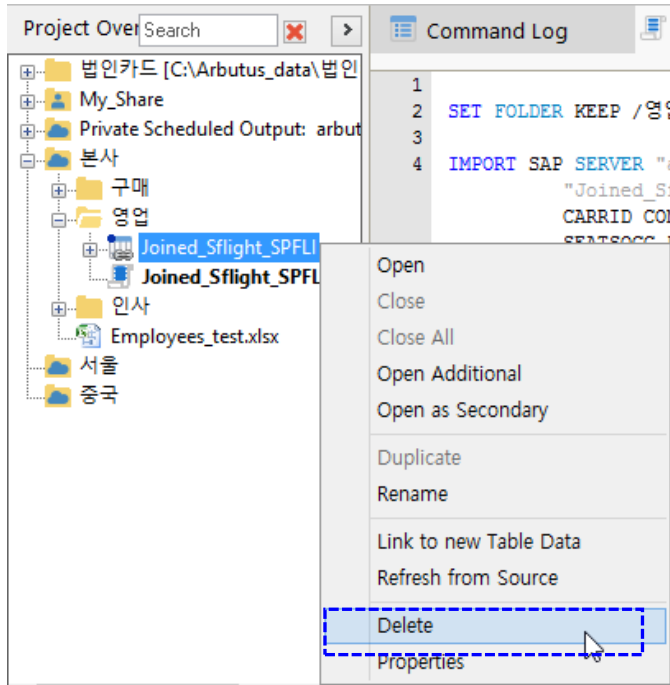 Project Over
Search
Command Log
법인카드 [C:\Arbutus_data\법인
My_Share
Private Scheduled Output: arbut
본사
구매
영업
Joined_Sflight_SPFLI
Joined_Sflight_SPFL
인사
Employees_test.xlsx
서울
중국
1
2 SET FOLDER KEEP /영업
3
4 IMPORT SAP SERVER "
"Joined_S
CARRID CON
SEATSOCC
Open
Close
Close All
Open Additional
Open as Secondary
Duplicate
Rename
Link to new Table Data
Refresh from Source
Delete
Properties